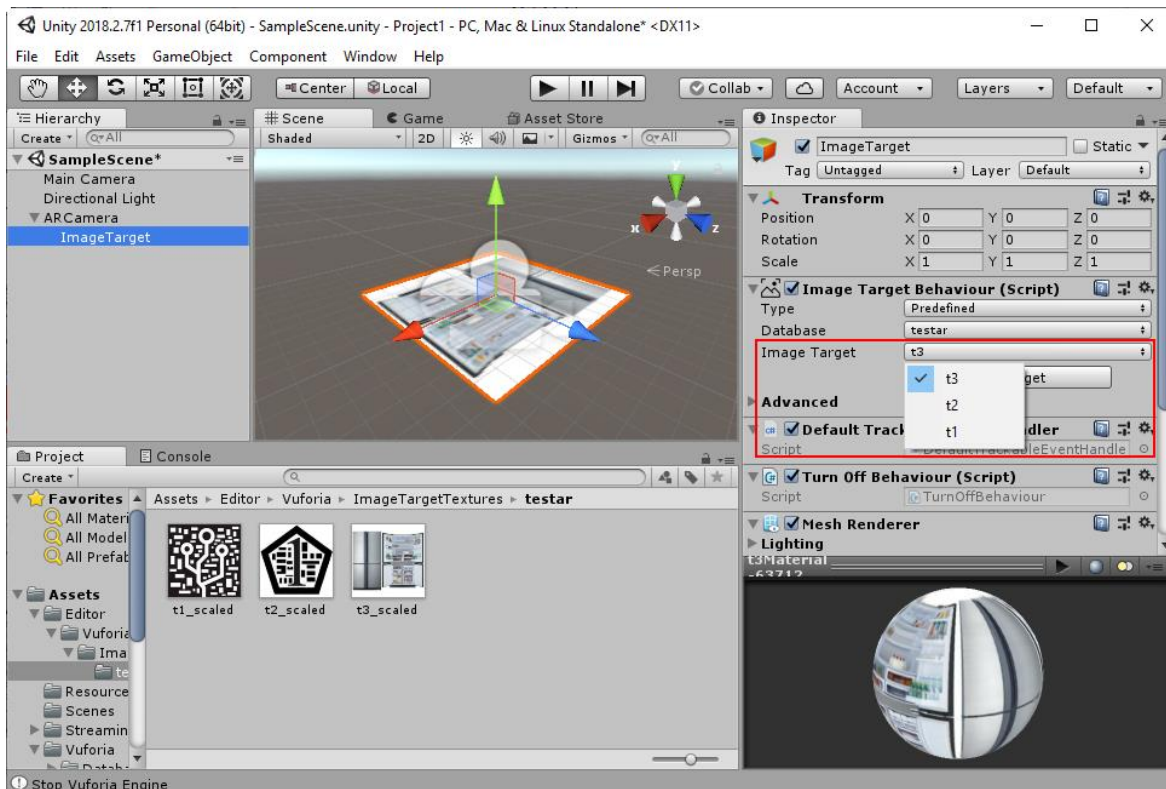 Unity 2018.2.7f1 Personal (64bit) - SampleScene.unity - Project1 - PC, Mac & Linux Standalone* <DX11>
File Edit Assets GameObject Component Window Help
Center Local Collab Account Layers Default
Hierarchy
Create All
SampleScene*
Main Camera
Directional Light
ARCamera
ImageTarget
Scene Game Asset Store
Shaded 2D Gizmos All
y
x z
Persp
Inspector
ImageTarget Static
Tag Untagged Layer Default
Transform
Position X 0 Y 0 Z 0
Rotation X 0 Y 0 Z 0
Scale X 1 Y 1 Z 1
Image Target Behaviour (Script)
Type Predefined
Database testar
Image Target t3
t3 get
t2
t1
Advanced
Default Track dler
Script DefaultTrackableEventHandle
Turn Off Behaviour (Script)
Script TurnOffBehaviour
Mesh Renderer
Lighting
t3Material
-63712
Project Console
Create
Favorites
All Materi
All Model
All Prefab
Assets
Editor
Vuforia
Ima
te
Resource
Scenes
Streamin
Vuforia
Datab
Assets Editor Vuforia ImageTargetTextures testar
t1_scaled t2_scaled t3_scaled
Stop Vuforia Engine